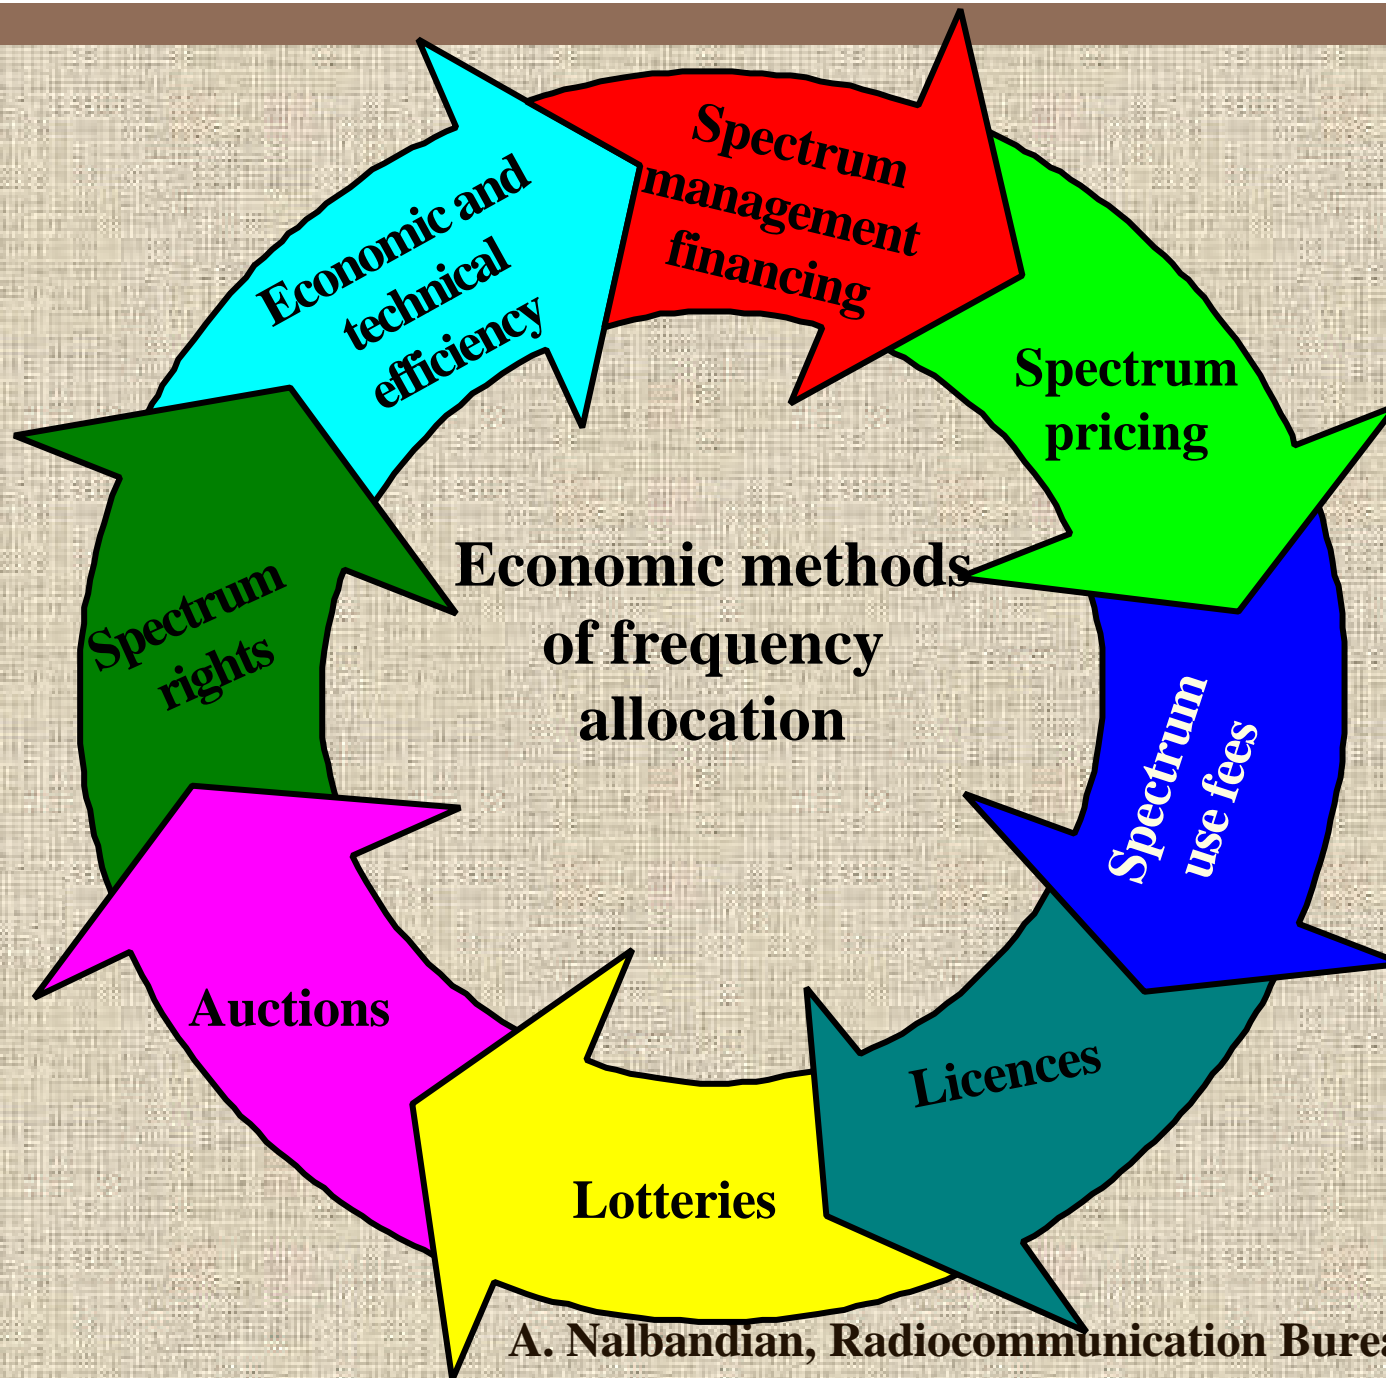 Economic methods
of frequency
allocation
Spectrum
management
financing
Spectrum
pricing
Spectrum
use fees
Licences
Lotteries
Auctions
Spectrum
rights
Economic and
technical
efficiency
A. Nalbandian, Radiocommunication